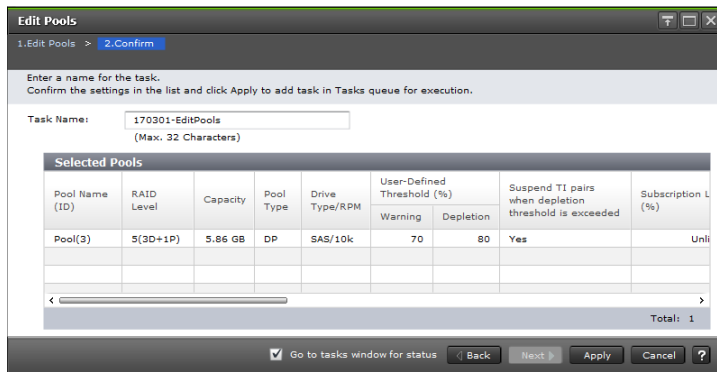 Edit Pools
1.Edit Pools > 2.Confirm
Enter a name for the task.
Confirm the settings in the list and click Apply to add task in Tasks queue for execution.
Task Name: 170301-EditPools
(Max. 32 Characters)
Selected Pools
Pool Name (ID) RAID Level Capacity Pool Type Drive Type/RPM User-Defined Threshold (%) Warning Depletion Suspend TI pairs when depletion threshold is exceeded Subscription L (%)
Pool(3) 5(3D+1P) 5.86 GB DP SAS/10k 70 80 Yes Unli
Total: 1
Go to tasks window for status Back Next Apply Cancel ?